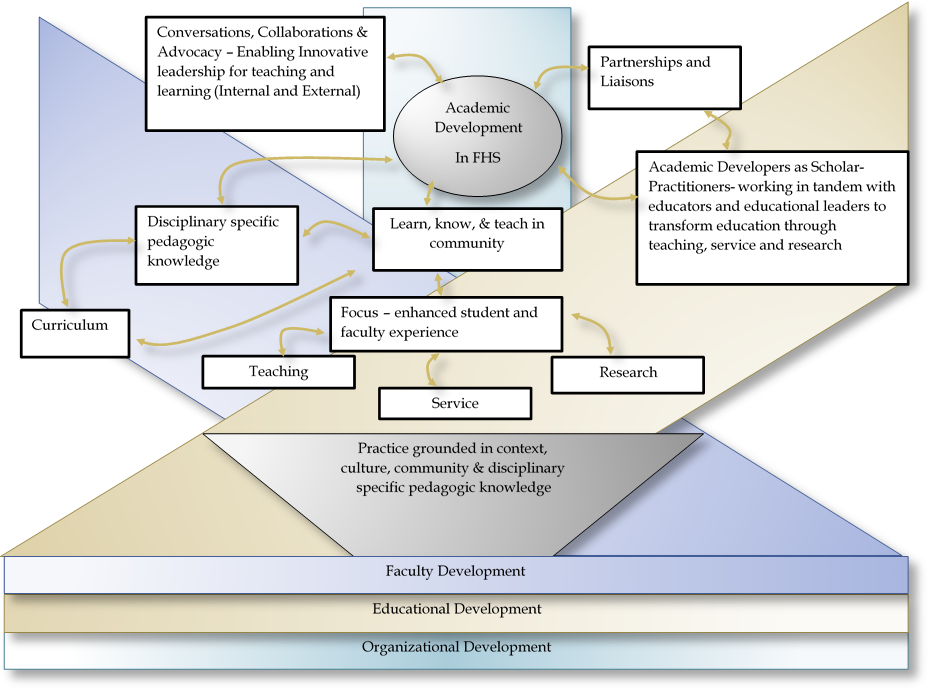 Conversations, Collaborations &
Advocacy – Enabling Innovative
leadership for teaching and
learning (Internal and External)
Partnerships and
Liaisons
Academic
Development
In FHS
Academic Developers as Scholar-
Practitioners- working in tandem with
educators and educational leaders to
transform education through
teaching, service and research
Disciplinary specific
pedagogic
knowledge
Learn, know, & teach in
community
Curriculum
Focus – enhanced student and
faculty experience
Teaching
Research
Service
Practice grounded in context,
culture, community & disciplinary
specific pedagogic knowledge
Faculty Development
Educational Development
Organizational Development